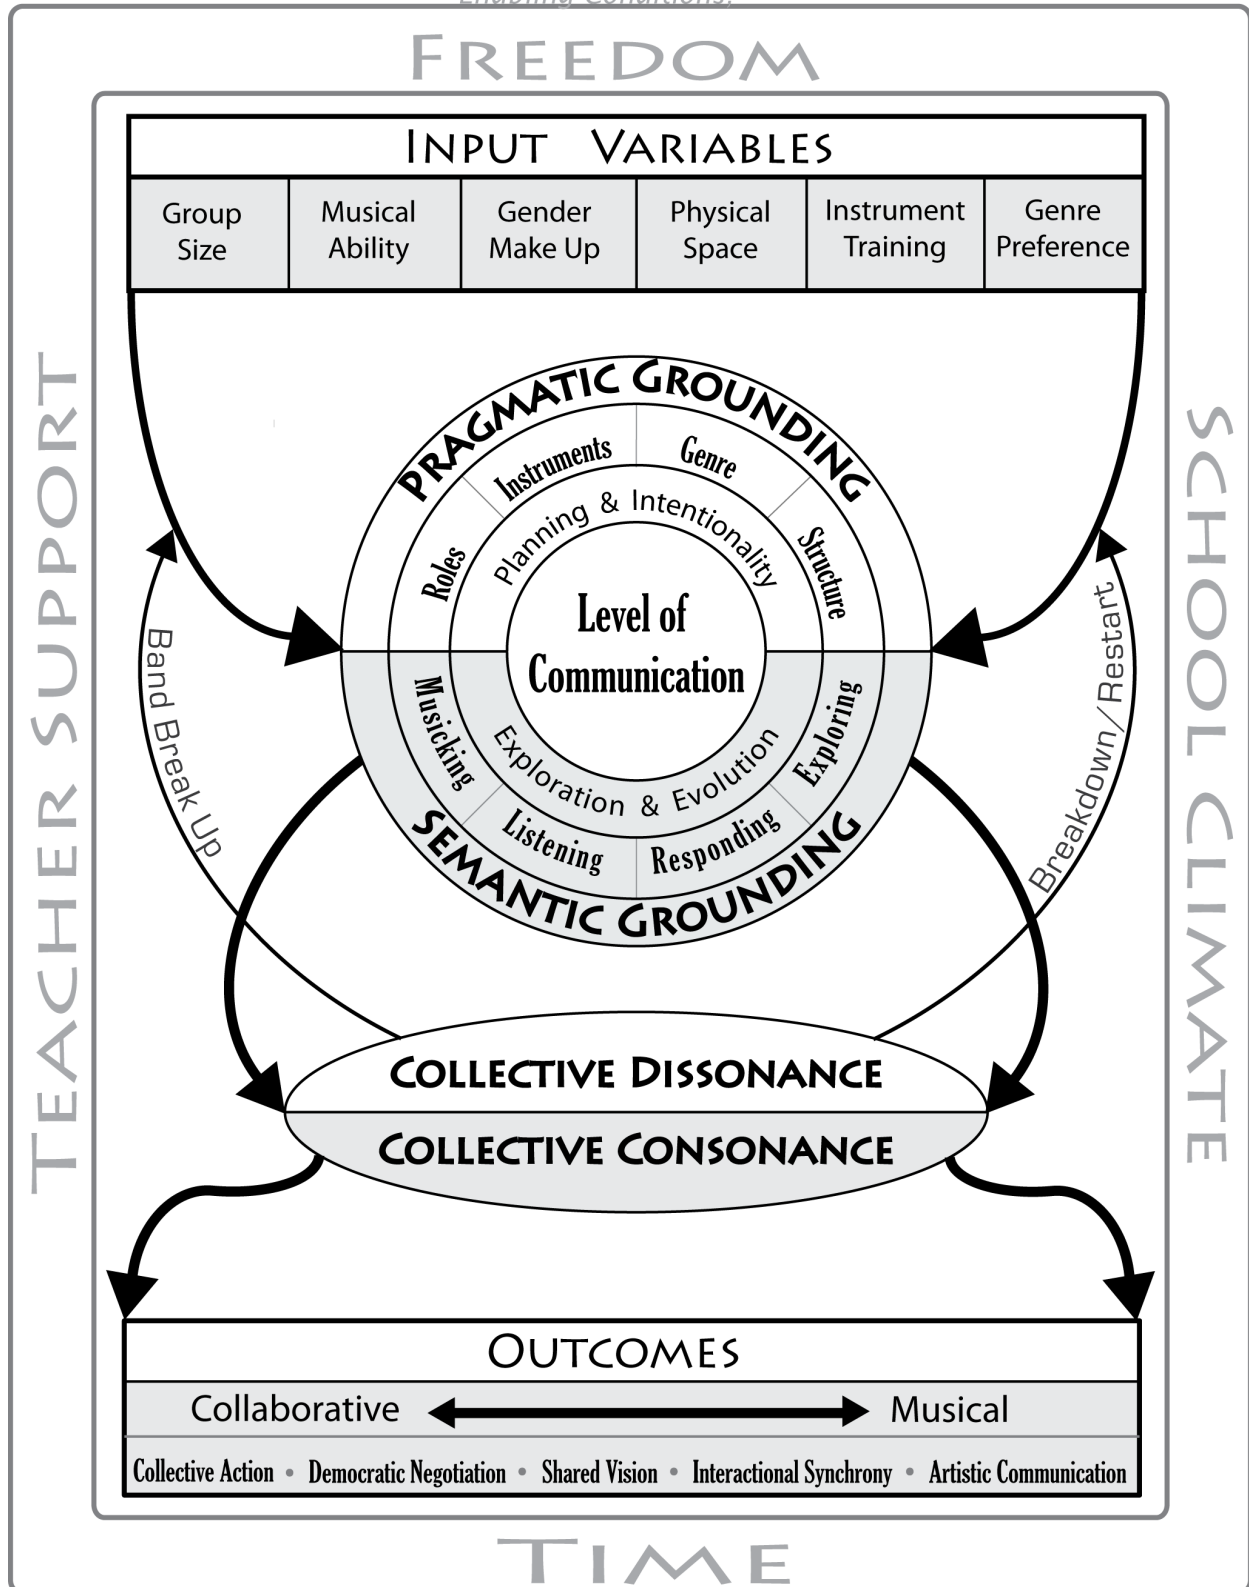 Enabling Conditions:
FREEDOM
TEACHER SUPPORT
SCHOOL CLIMATE
INPUT VARIABLES
Group
Size
Musical
Ability
Gender
Make Up
Physical
Space
Instrument
Training
Genre
Preference
PRAGMATIC GROUNDING
Roles
Instruments
Genre
Structure
Planning & Intentionality
Level of
Communication
Exploration & Evolution
Musicking
Listening
Responding
Exploring
SEMANTIC GROUNDING
Band Break Up
Breakdown/Restart
COLLECTIVE DISSONANCE
COLLECTIVE CONSONANCE
OUTCOMES
Collaborative Musical
Collective Action • Democratic Negotiation • Shared Vision • Interactional Synchrony • Artistic Communication
TIME